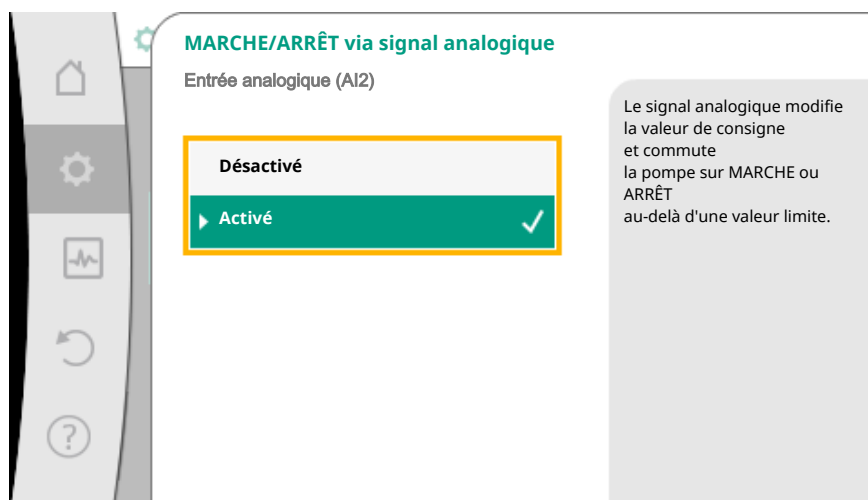 MARCHE/ARRÊT via signal analogique
Entrée analogique (AI2)
Désactivé
Activé
Le signal analogique modifie
la valeur de consigne
et commute
la pompe sur MARCHE ou
ARRÊT
au-delà d'une valeur limite.